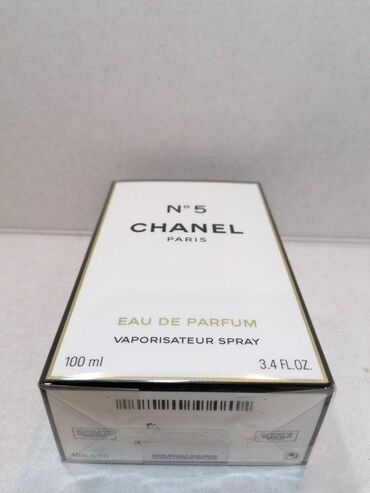 N°5
CHANEL
PARIS
EAU DE PARFUM
VAPORISATEUR SPRAY
100 ml 3.4 FL.OZ.